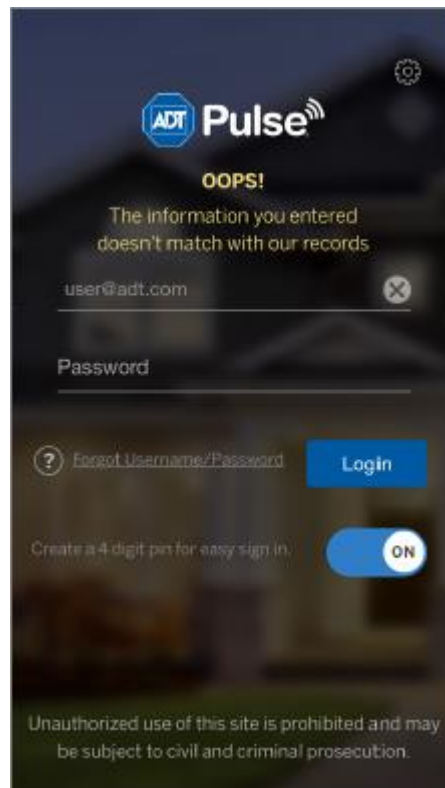 ADT Pulse
OOPS!
The information you entered
doesn't match with our records
user@adt.com
Password
? Forgot Username/Password
Login
Create a 4 digit pin for easy sign in.
ON
Unauthorized use of this site is prohibited and may
be subject to civil and criminal prosecution.